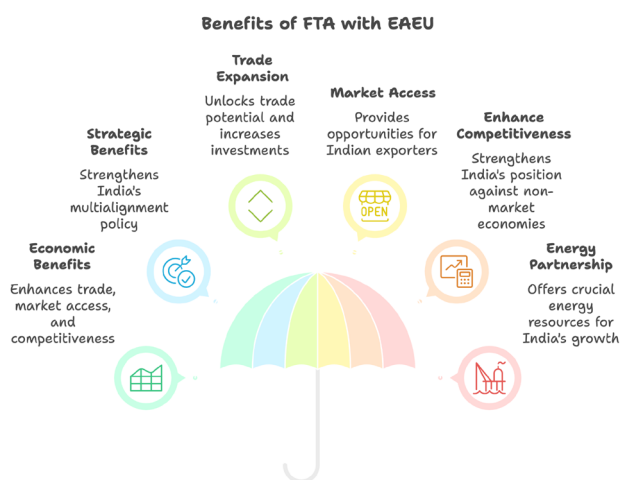 Benefits of FTA with EAEU
Trade
Expansion
Unlocks trade
potential and
increases
investments
Market Access
Provides
opportunities for
Indian exporters
Strategic
Benefits
Strengthens
India's
multialignment
policy
Enhance
Competitiveness
Strengthens
India's position
against non-
market
economies
Economic
Benefits
Enhances trade,
market access,
and
competitiveness
Energy
Partnership
Offers crucial
energy
resources for
India's growth
OPEN